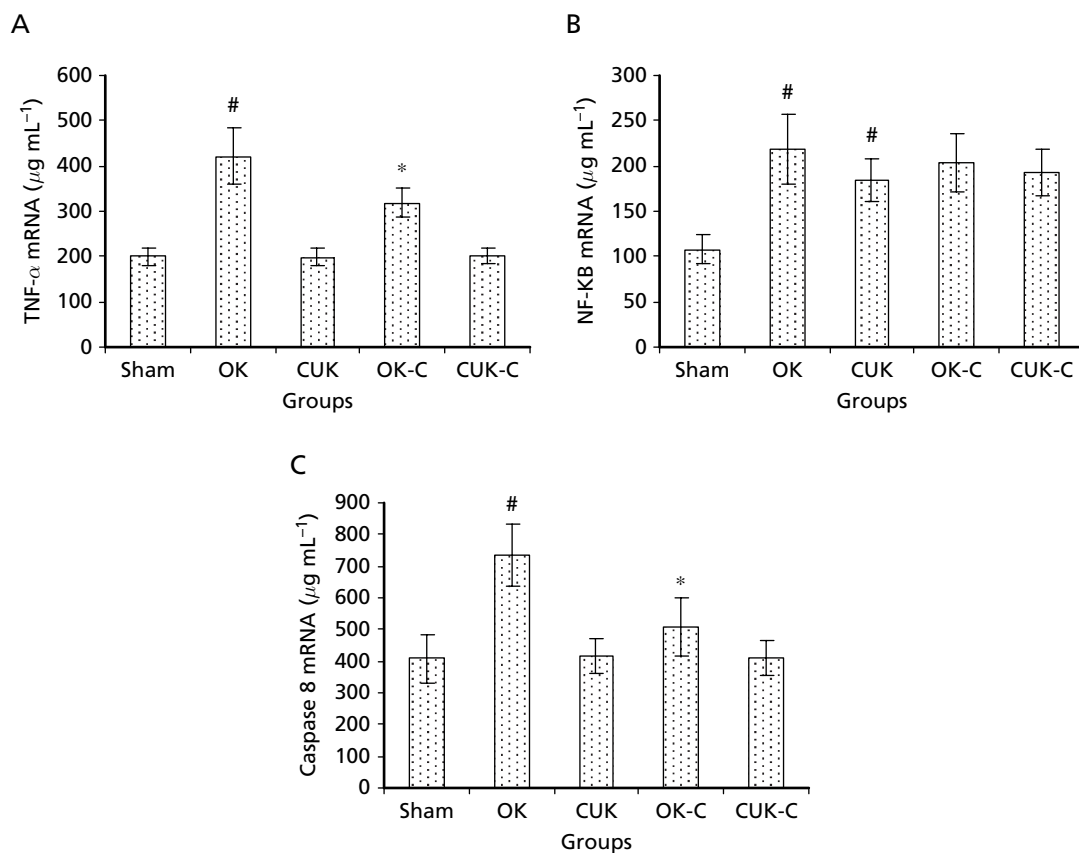 A
600
500
400
300
200
100
0
TNF-α mRNA (μg mL⁻¹)
#
*
Sham OK CUK OK-C CUK-C
Groups
B
300
250
200
150
100
50
0
NF-KB mRNA (μg mL⁻¹)
#
#
Sham OK CUK OK-C CUK-C
Groups
C
900
800
700
600
500
400
300
200
100
0
Caspase 8 mRNA (μg mL⁻¹)
#
*
Sham OK CUK OK-C CUK-C
Groups